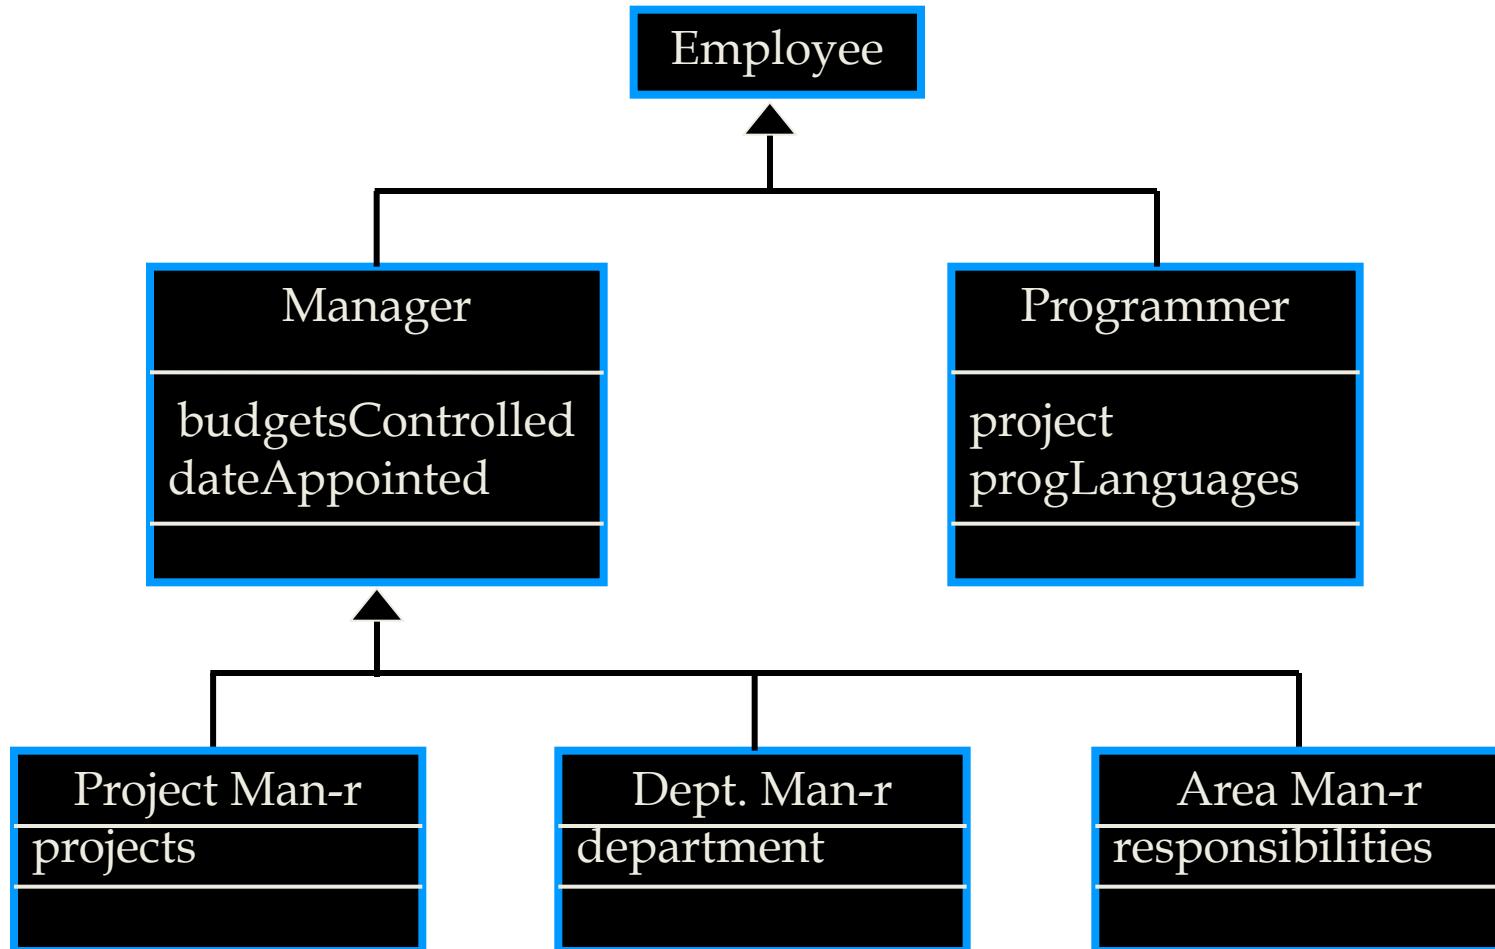 Employee
Manager
budgetsControlled
dateAppointed
Programmer
project
progLanguages
Project Man-r
projects
Dept. Man-r
department
Area Man-r
responsibilities